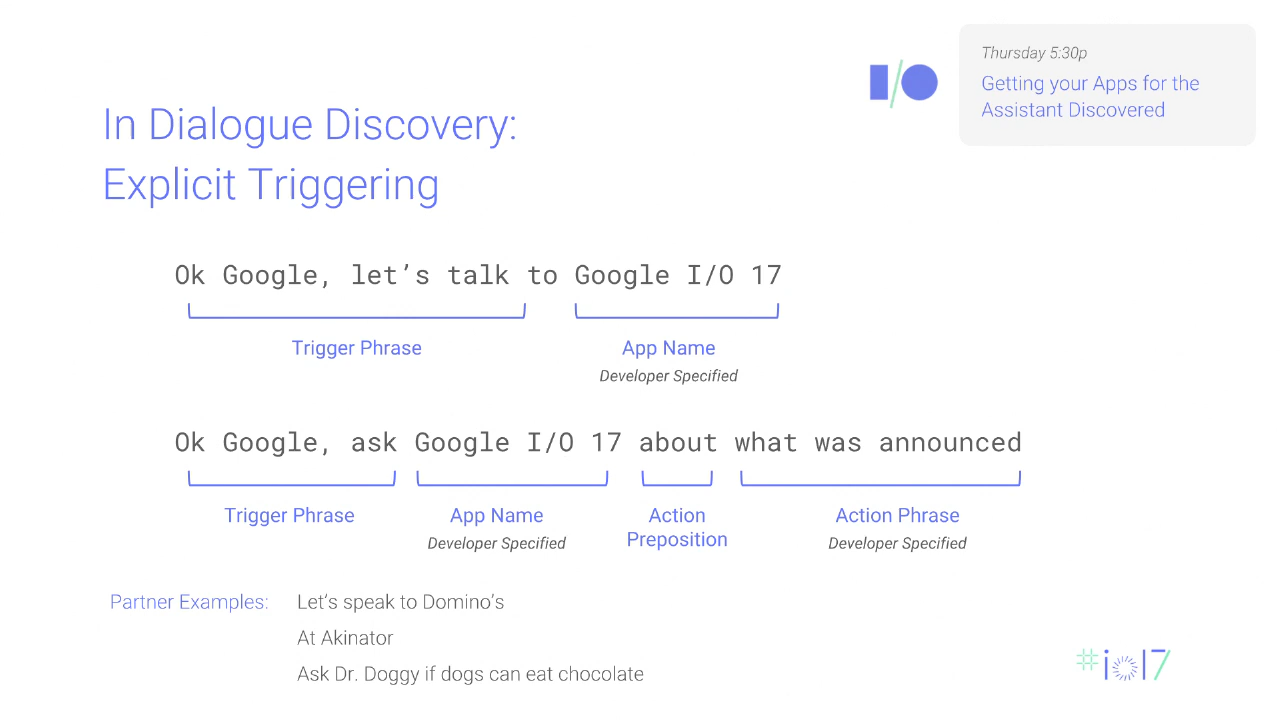 I/O
Thursday 5:30p
Getting your Apps for the
Assistant Discovered
In Dialogue Discovery:
Explicit Triggering
Ok Google, let’s talk to Google I/O 17
Trigger Phrase App Name
Developer Specified
Ok Google, ask Google I/O 17 about what was announced
Trigger Phrase App Name Action Action Phrase
Preposition
Developer Specified Developer Specified
Partner Examples: Let’s speak to Domino’s
At Akinator
Ask Dr. Doggy if dogs can eat chocolate
#io17